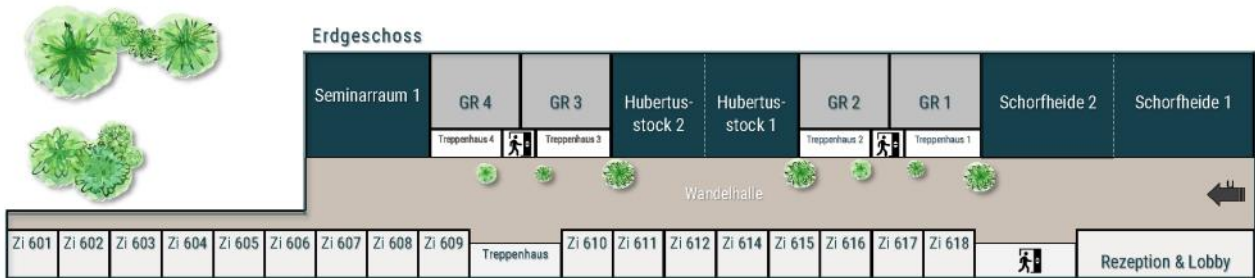 Erdgeschoss
Seminarraum 1
GR 4
GR 3
Hubertus-
stock 2
Hubertus-
stock 1
GR 2
GR 1
Schorfheide 2
Schorfheide 1
Treppenhaus 4
Treppenhaus 3
Treppenhaus 2
Treppenhaus 1
Wandelhalle
Zi 601
Zi 602
Zi 603
Zi 604
Zi 605
Zi 606
Zi 607
Zi 608
Zi 609
Treppenhaus
Zi 610
Zi 611
Zi 612
Zi 614
Zi 615
Zi 616
Zi 617
Zi 618
Rezeption & Lobby